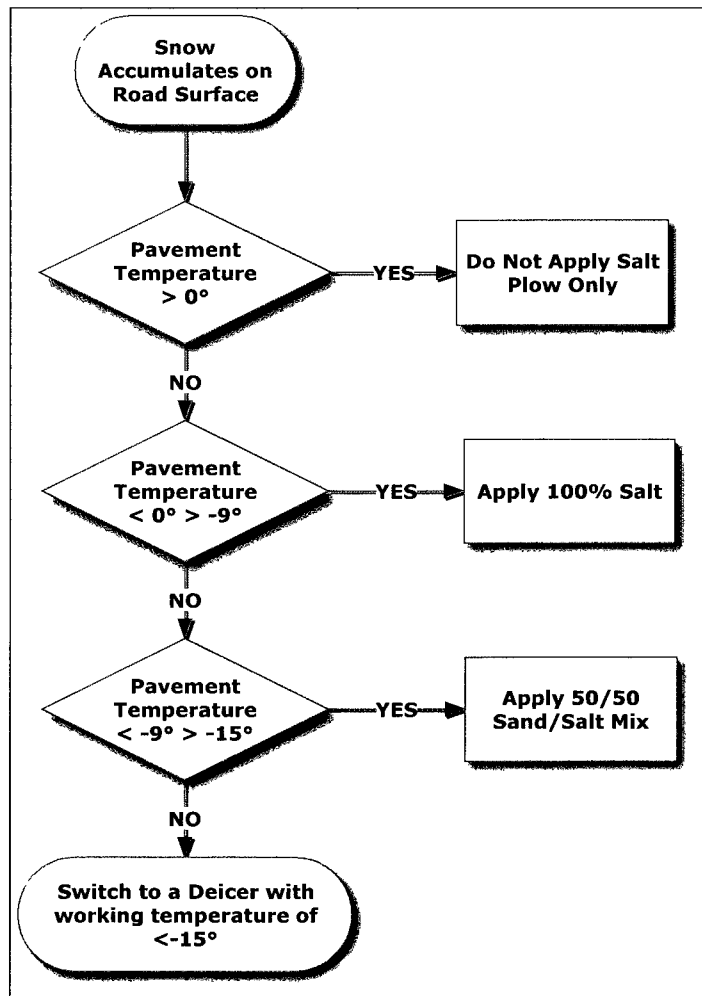 Snow
Accumulates on
Road Surface
Pavement
Temperature
> 0°
YES
Do Not Apply Salt
Plow Only
NO
Pavement
Temperature
< 0° > -9°
YES
Apply 100% Salt
NO
Pavement
Temperature
< -9° > -15°
YES
Apply 50/50
Sand/Salt Mix
NO
Switch to a Deicer with
working temperature of
<-15°